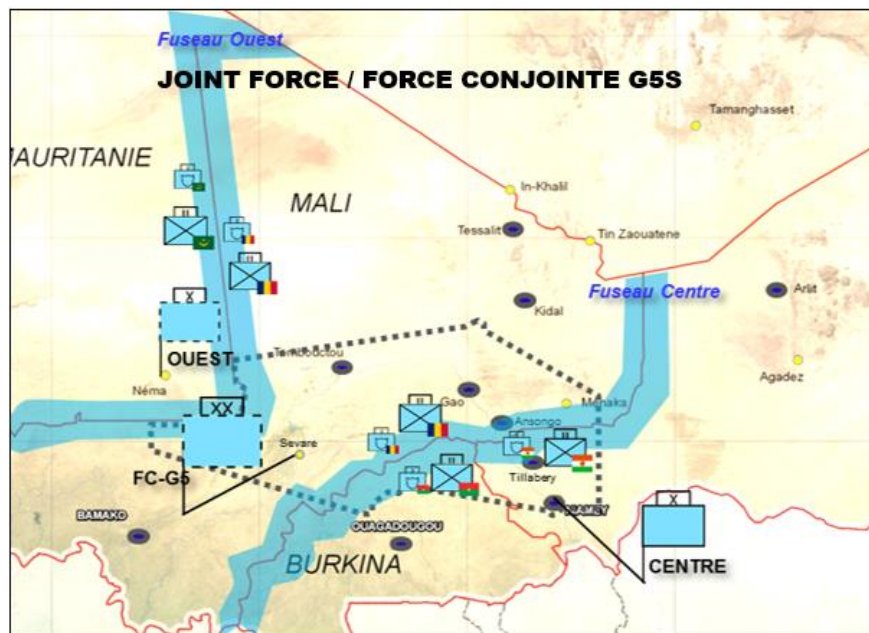 Fuseau Ouest
JOINT FORCE / FORCE CONJOINTE G5S
Tamanghasset
MAURITANIE
In-Khalil
MALI
Tessalit
Tin Zaouatene
Fuseau Centre
Arlit
Kidal
X
OUEST
Tombouctou
Agadez
Néma
Gao
Ménaka
XX
Ansongo
Sevare
FC-G5
Tillabery
X
NIAMEY
BAMAKO
OUAGADOUGOU
BURKINA
CENTRE